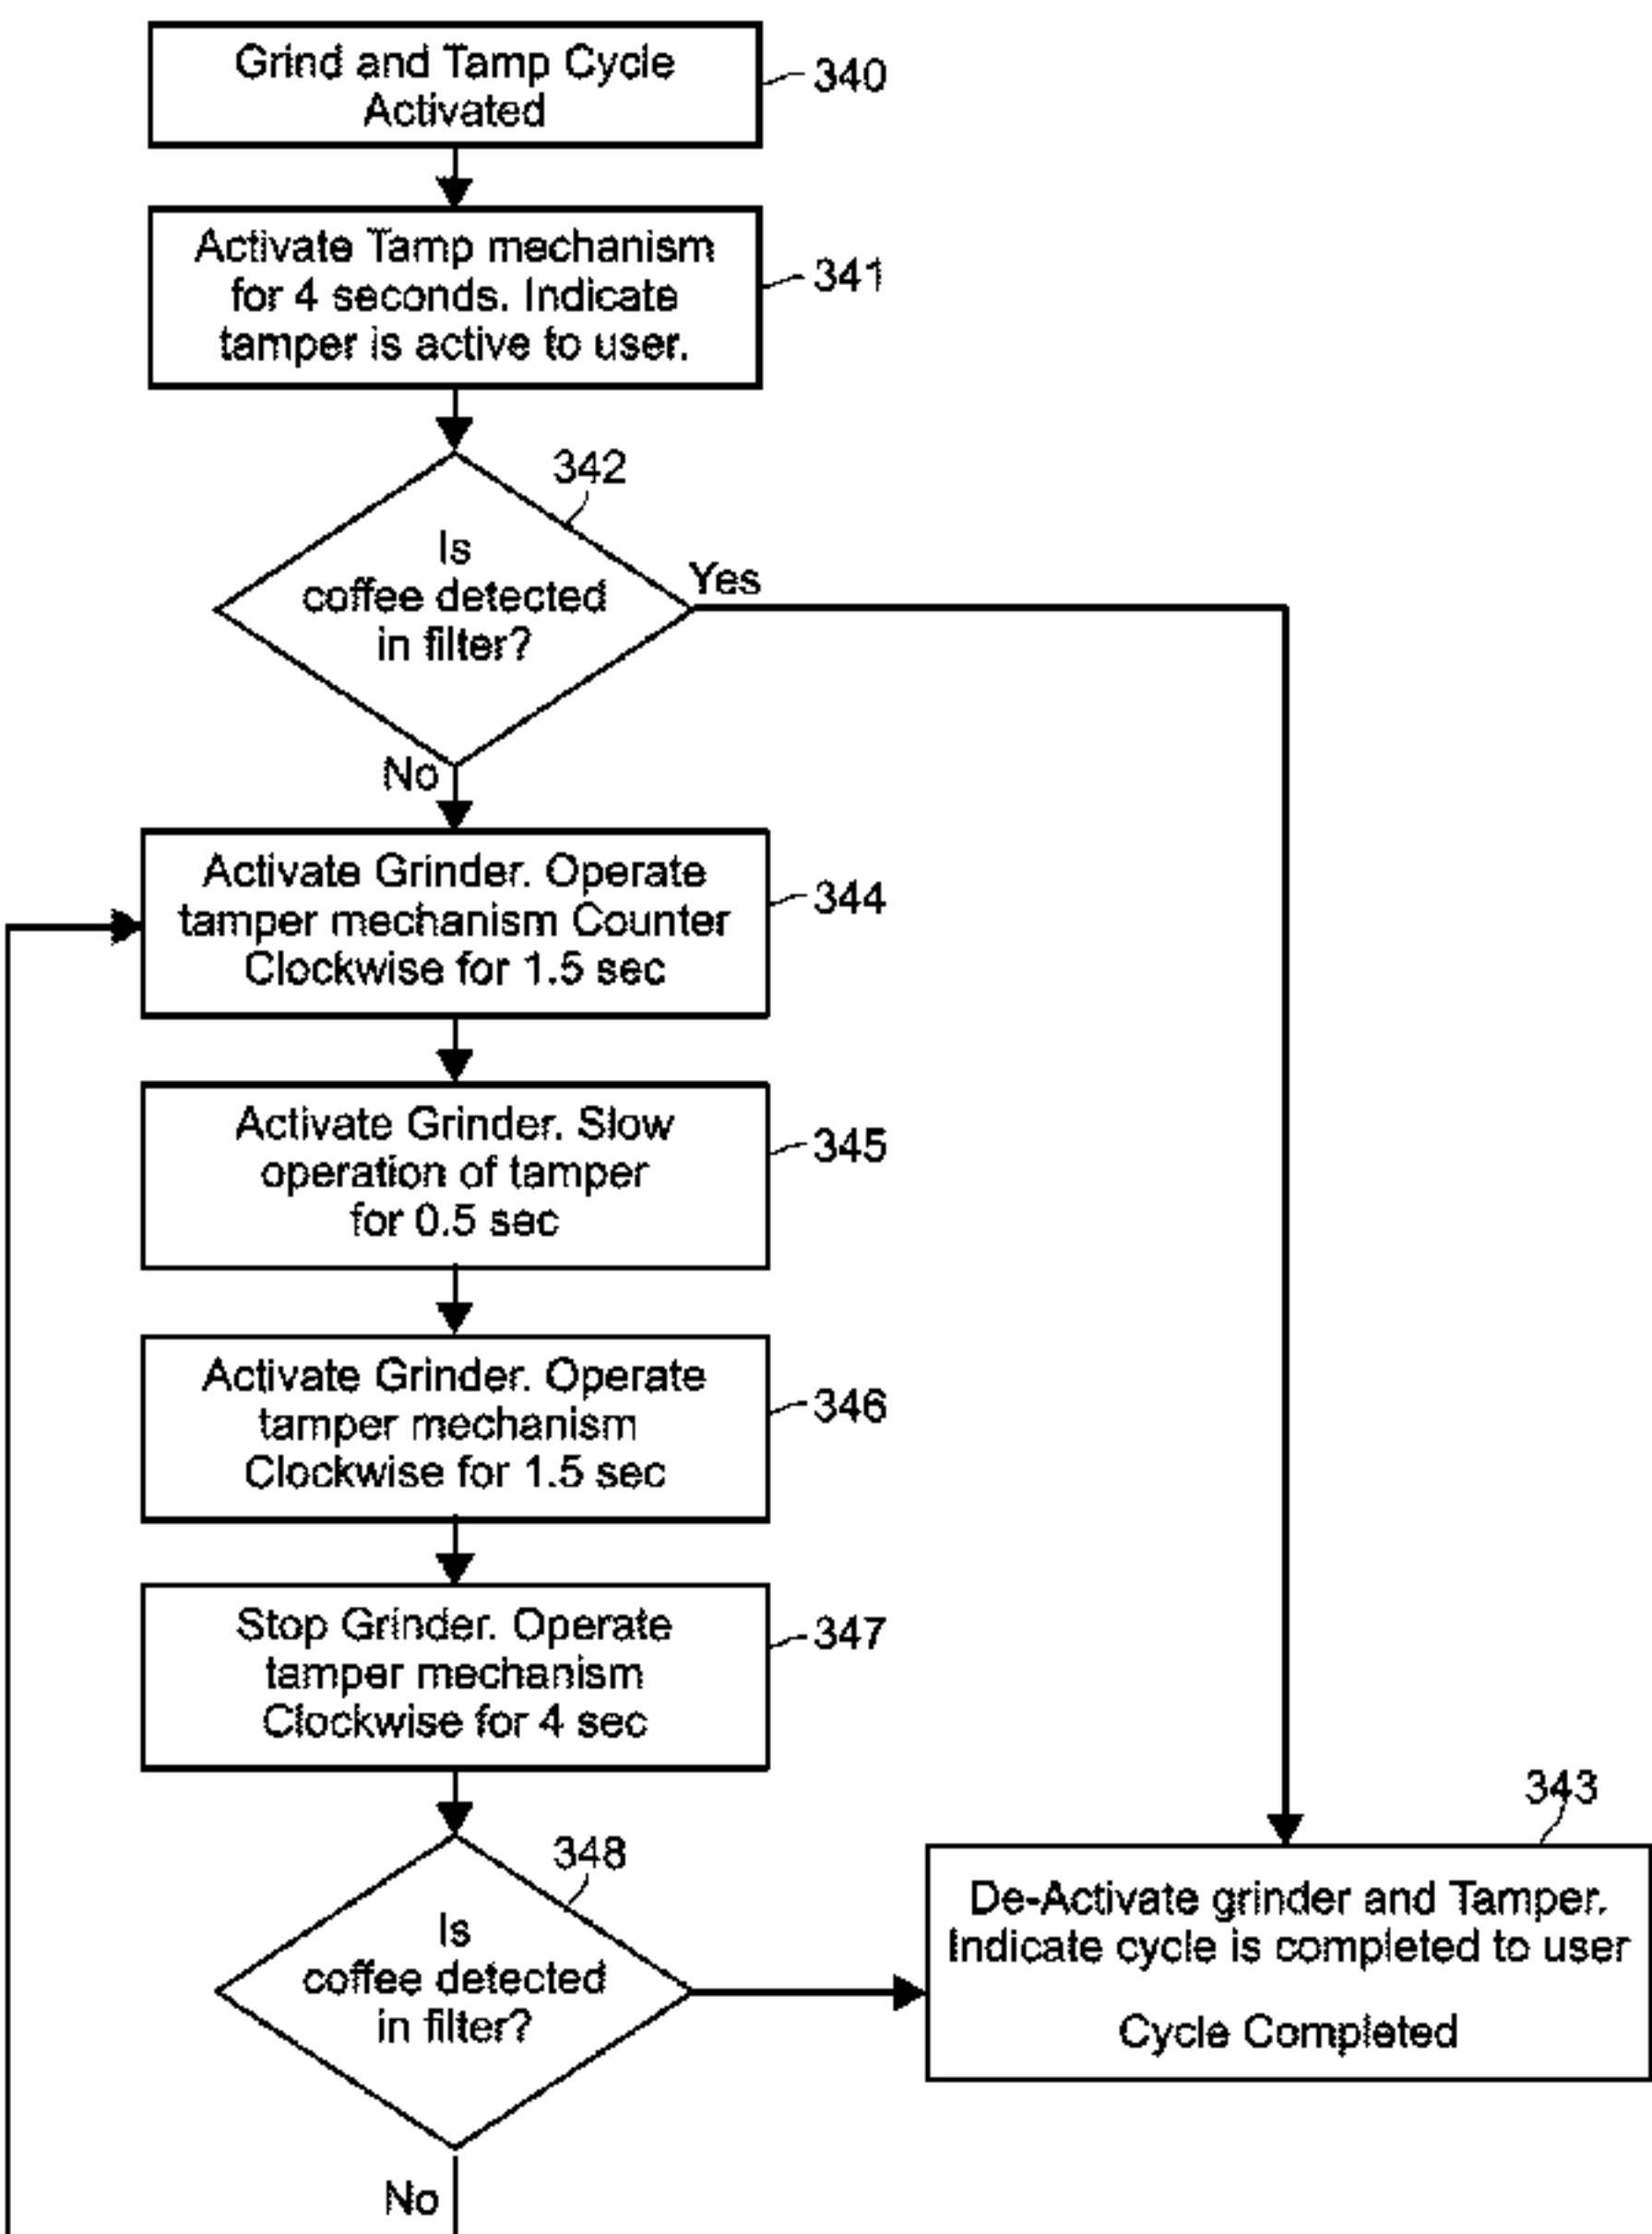 Grind and Tamp Cycle
Activated
340
Activate Tamp mechanism
for 4 seconds. Indicate
tamper is active to user.
341
342
Is
coffee detected
in filter?
Yes
No
Activate Grinder. Operate
tamper mechanism Counter
Clockwise for 1.5 sec
344
Activate Grinder. Slow
operation of tamper
for 0.5 sec
345
Activate Grinder. Operate
tamper mechanism
Clockwise for 1.5 sec
346
Stop Grinder. Operate
tamper mechanism
Clockwise for 4 sec
347
348
Is
coffee detected
in filter?
No
343
De-Activate grinder and Tamper.
Indicate cycle is completed to user
Cycle Completed